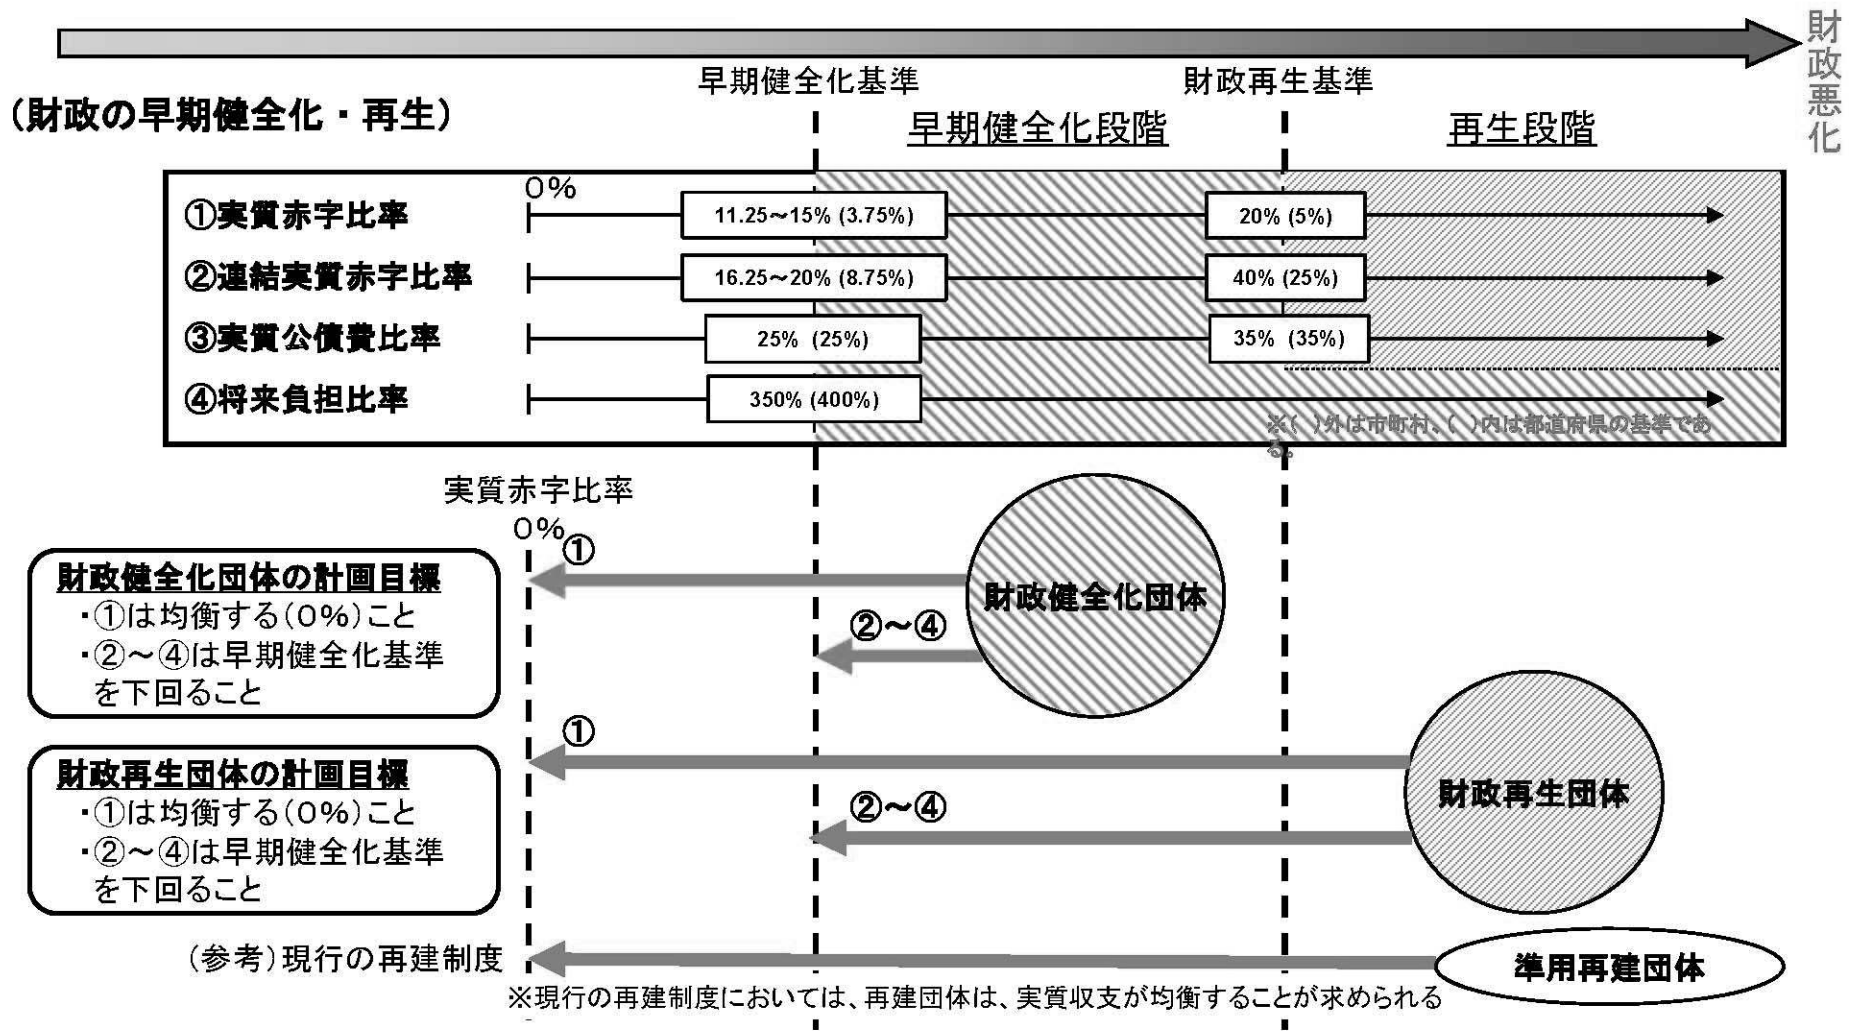 財政悪化
早期健全化基準
財政再生基準
（財政の早期健全化・再生）
早期健全化段階
再生段階
0%
①実質赤字比率
11.25～15% (3.75%)
20% (5%)
②連結実質赤字比率
16.25～20% (8.75%)
40% (25%)
③実質公債費比率
25% (25%)
35% (35%)
④将来負担比率
350% (400%)
※( )外は市町村、( )内は都道府県の基準であ
る。
実質赤字比率
0%
①
財政健全化団体の計画目標
・①は均衡する(0%)こと
・②～④は早期健全化基準
を下回ること
財政健全化団体
②～④
①
財政再生団体の計画目標
・①は均衡する(0%)こと
・②～④は早期健全化基準
を下回ること
②～④
財政再生団体
(参考)現行の再建制度
準用再建団体
※現行の再建制度においては、再建団体は、実質収支が均衡することが求められる